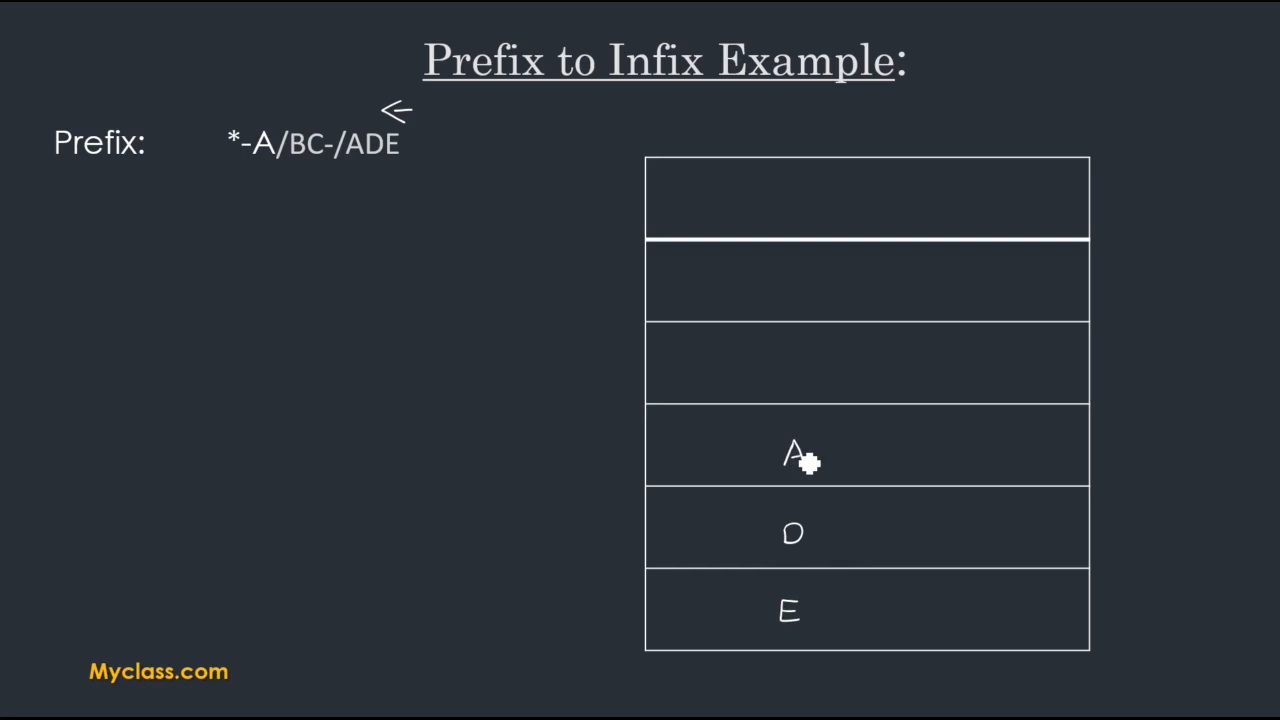 Prefix to Infix Example:
Prefix: *-A/BC-/ADE
A
D
E
Myclass.com